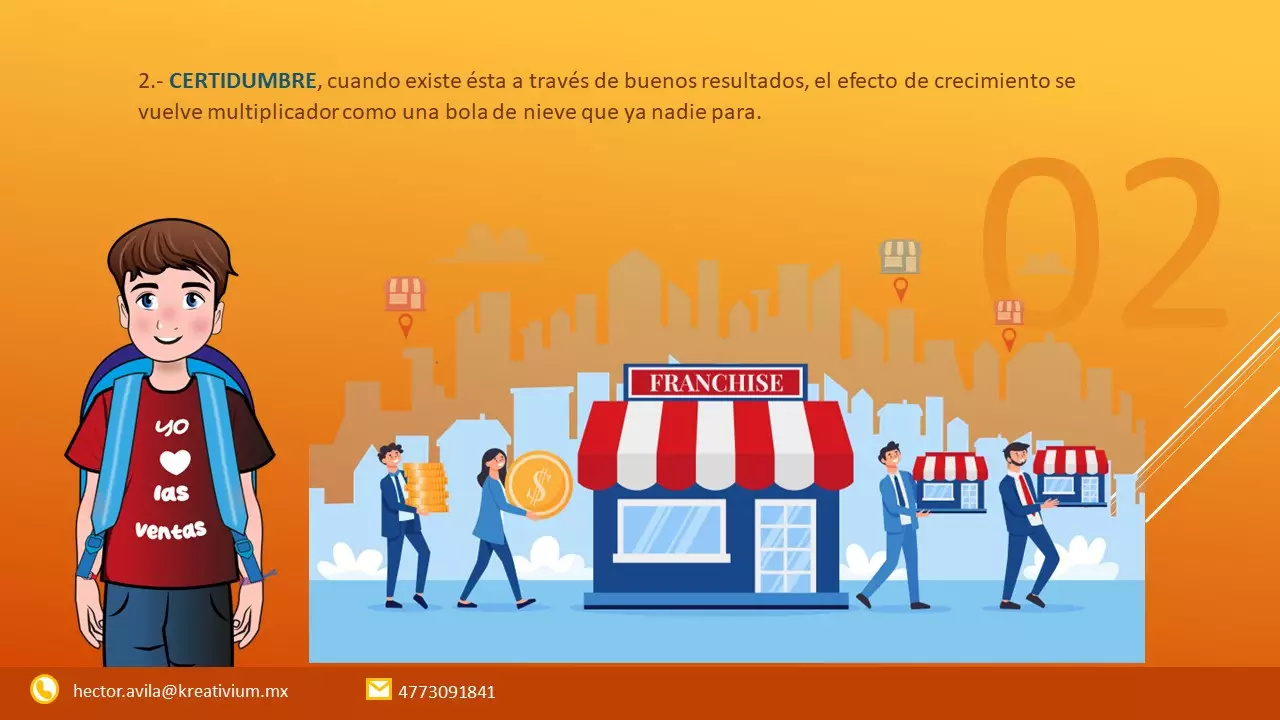 2.- CERTIDUMBRE, cuando existe ésta a través de buenos resultados, el efecto de crecimiento se
vuelve multiplicador como una bola de nieve que ya nadie para.
02
FRANCHISE
$
yo
las
ventas
hector.avila@kreativium.mx
4773091841